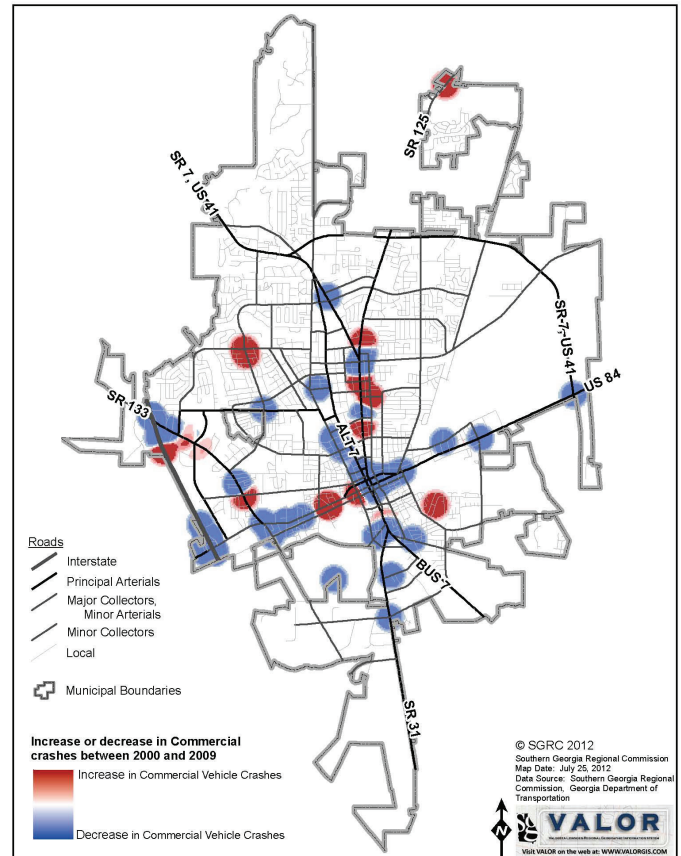 SR 125
SR 7, US 41
SR-7, US-41
US 84
SR 133
ALT 7
BUS 7
SR 31
Roads
Interstate
Principal Arterials
Major Collectors,
Minor Arterials
Minor Collectors
Local
Municipal Boundaries
Increase or decrease in Commercial
crashes between 2000 and 2009
Increase in Commercial Vehicle Crashes
Decrease in Commercial Vehicle Crashes
© SGRC 2012
Southern Georgia Regional Commission
Map Date: July 25, 2012
Data Source: Southern Georgia Regional
Commission, Georgia Department of
Transportation
N
VALOR
Visit VALOR on the web at: WWW.VALORGIS.COM